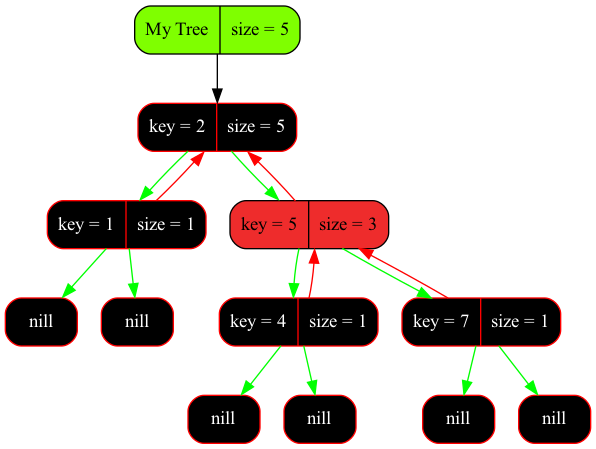 My Tree size = 5
key = 2 size = 5
key = 1 size = 1
key = 5 size = 3
nill
nill
key = 4 size = 1
key = 7 size = 1
nill
nill
nill
nill